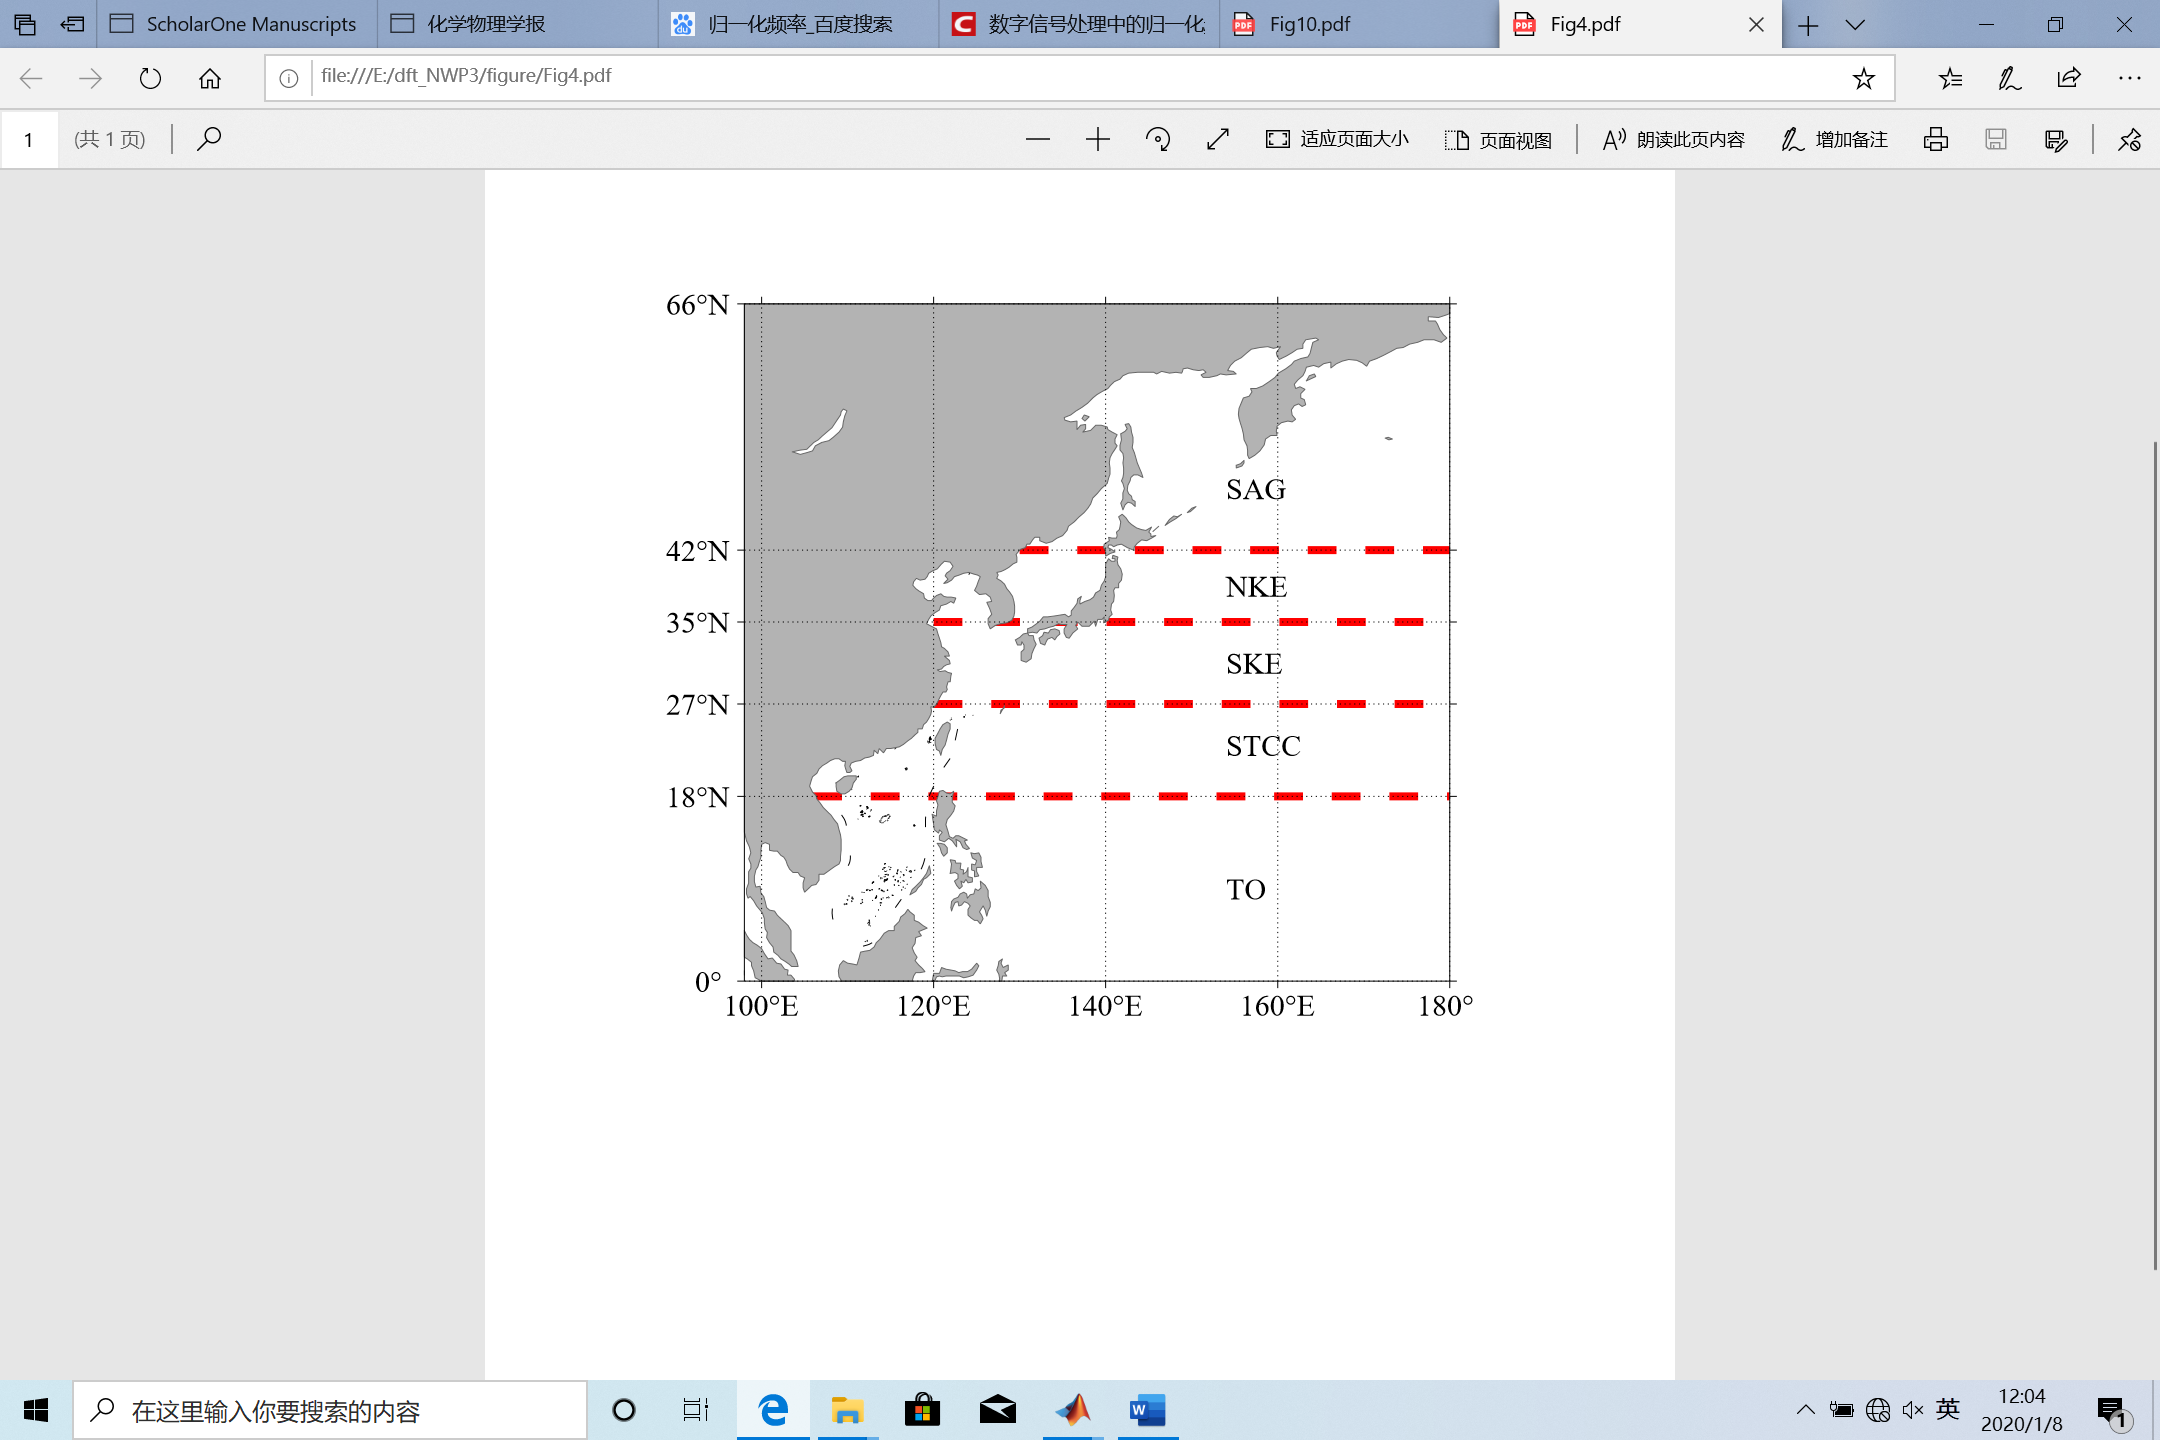 ScholarOne Manuscripts
化学物理学报
归一化频率_百度搜索
数字信号处理中的归一化
Fig10.pdf
Fig4.pdf
file:///E:/dft_NWP3/figure/Fig4.pdf
1 (共 1 页)
适应页面大小
页面视图
朗读此页内容
增加备注
66°N
SAG
42°N
NKE
35°N
SKE
27°N
STCC
18°N
TO
0°
100°E 120°E 140°E 160°E 180°
在这里输入你要搜索的内容
英
12:04
2020/1/8
1